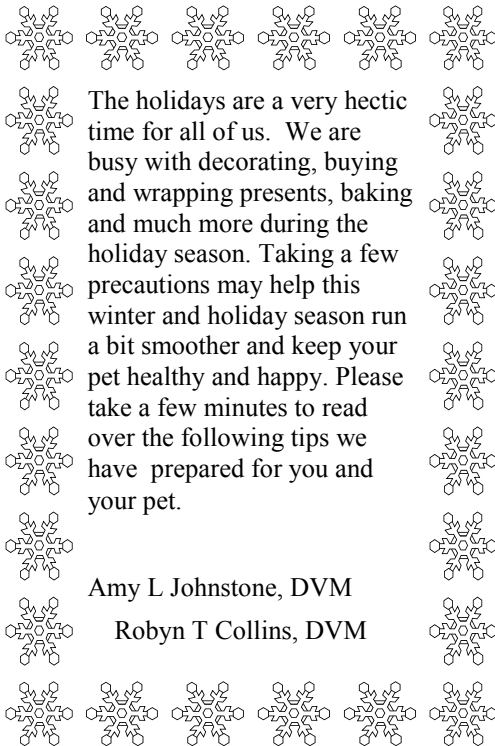 The holidays are a very hectic
time for all of us.  We are
busy with decorating, buying
and wrapping presents, baking
and much more during the
holiday season. Taking a few
precautions may help this
winter and holiday season run
a bit smoother and keep your
pet healthy and happy. Please
take a few minutes to read
over the following tips we
have  prepared for you and
your pet.
Amy L Johnstone, DVM
Robyn T Collins, DVM